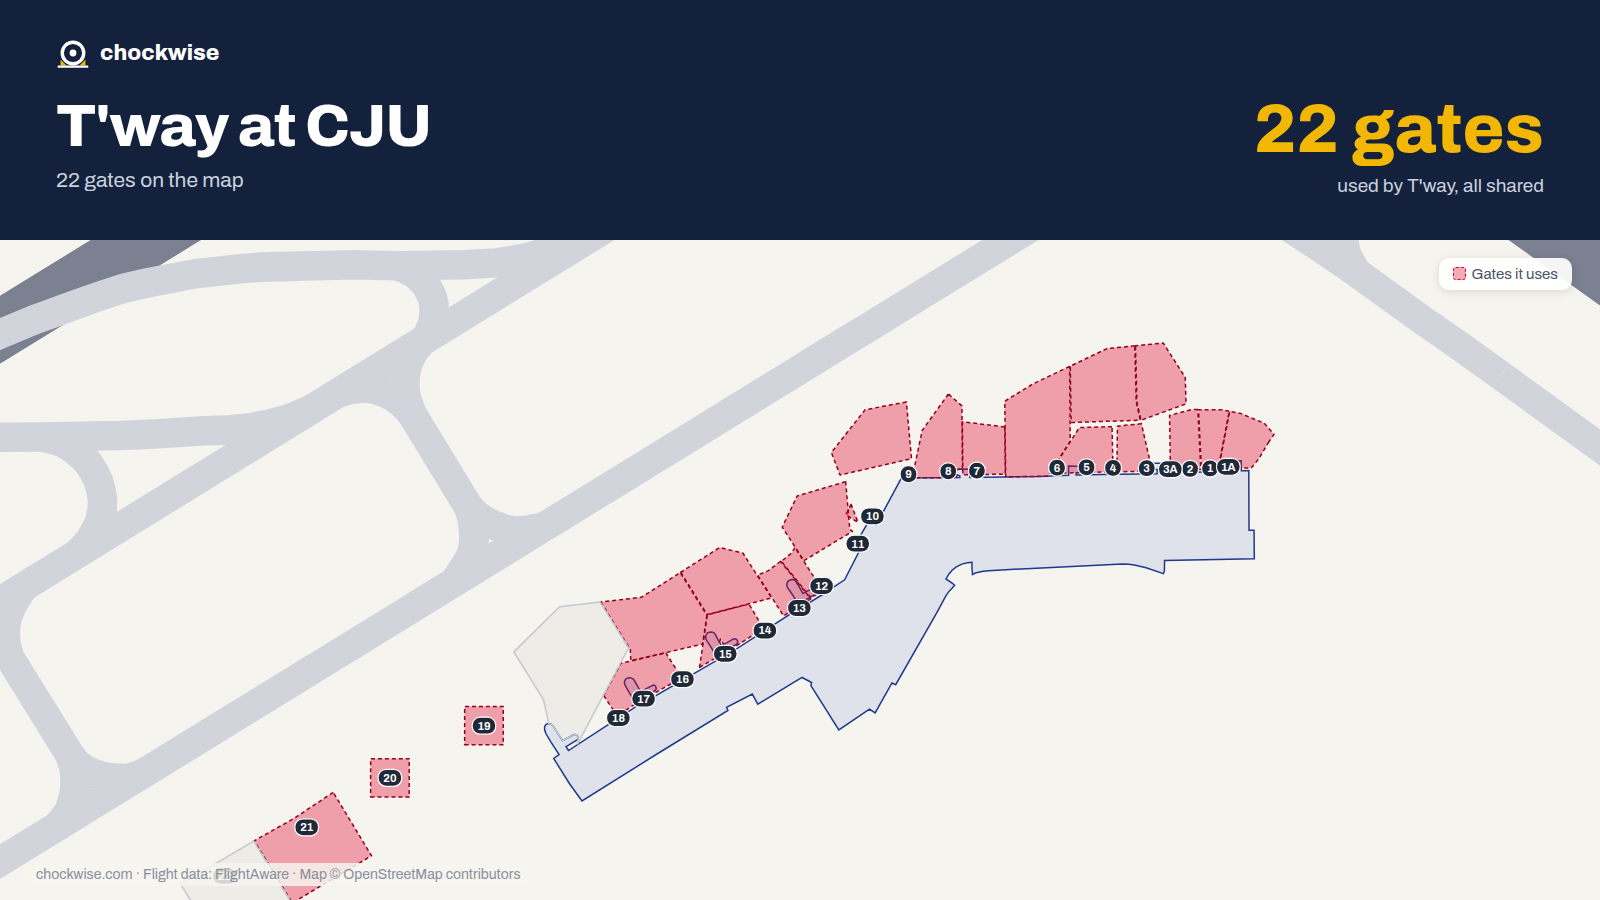 chockwise
T'way at CJU
22 gates on the map
22 gates
used by T'way, all shared
Gates it uses
9
8
7
6
5
4
3
3A
2
1
1A
10
11
12
13
14
15
16
17
18
19
20
21
chockwise.com · Flight data: FlightAware · Map © OpenStreetMap contributors